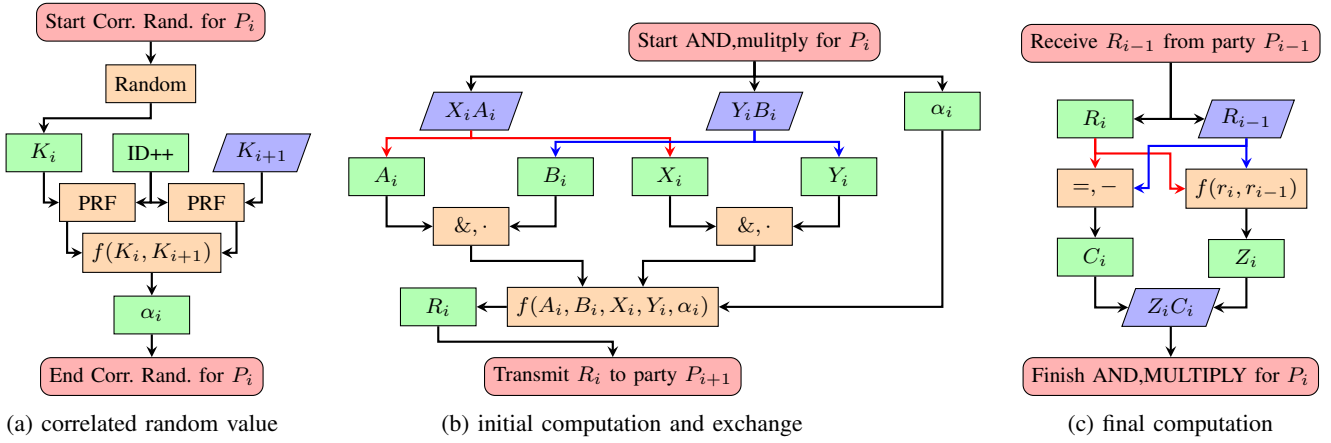 Start Corr. Rand. for P_i
Random
K_i
ID++
K_{i+1}
PRF
PRF
f(K_i, K_{i+1})
α_i
End Corr. Rand. for P_i
(a) correlated random value
Start AND,mulitply for P_i
X_iA_i
Y_iB_i
α_i
A_i
B_i
X_i
Y_i
&, ·
&, ·
R_i
f(A_i, B_i, X_i, Y_i, α_i)
Transmit R_i to party P_{i+1}
(b) initial computation and exchange
Receive R_{i−1} from party P_{i−1}
R_i
R_{i−1}
=, −
f(r_i, r_{i−1})
C_i
Z_i
Z_iC_i
Finish AND,MULTIPLY for P_i
(c) final computation